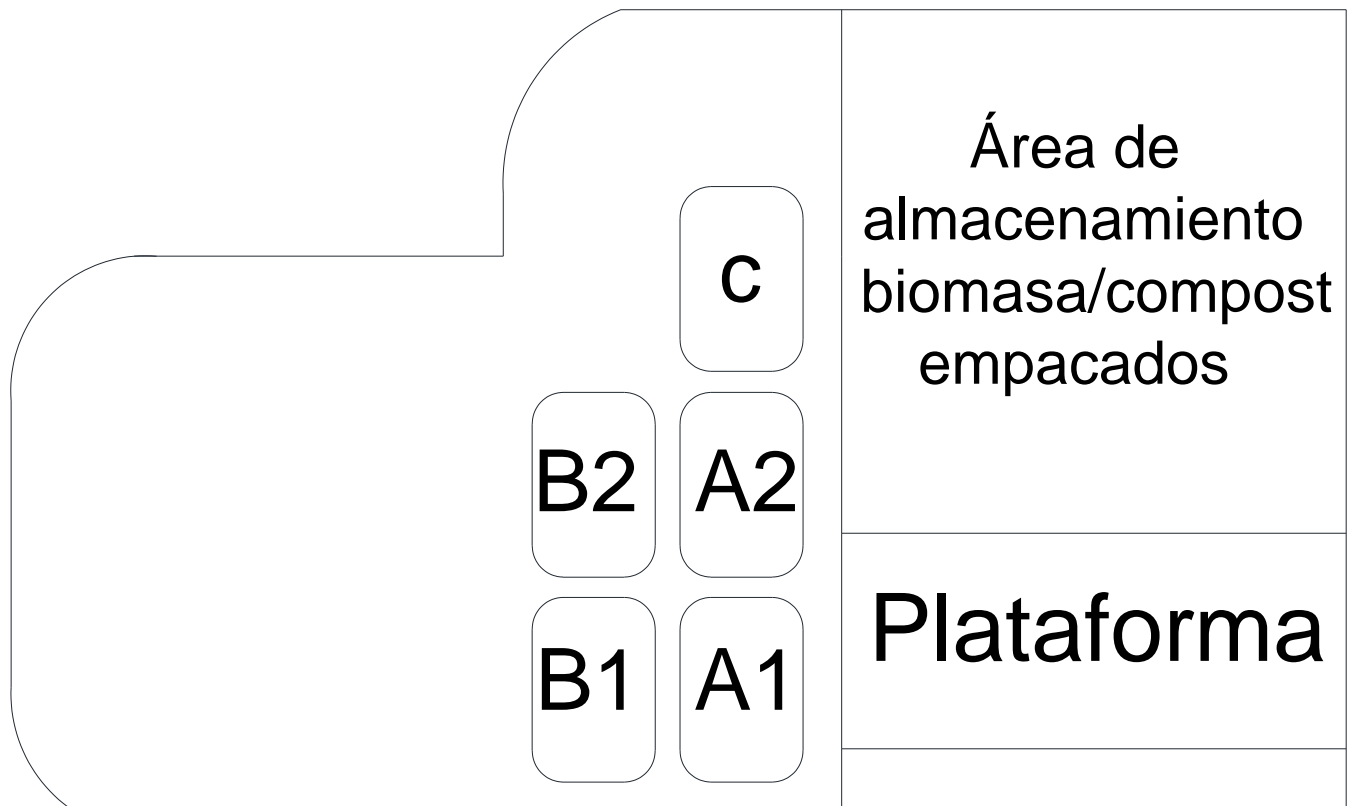 Área de
almacenamiento
biomasa/compost
empacados
c
B2
A2
Plataforma
B1
A1